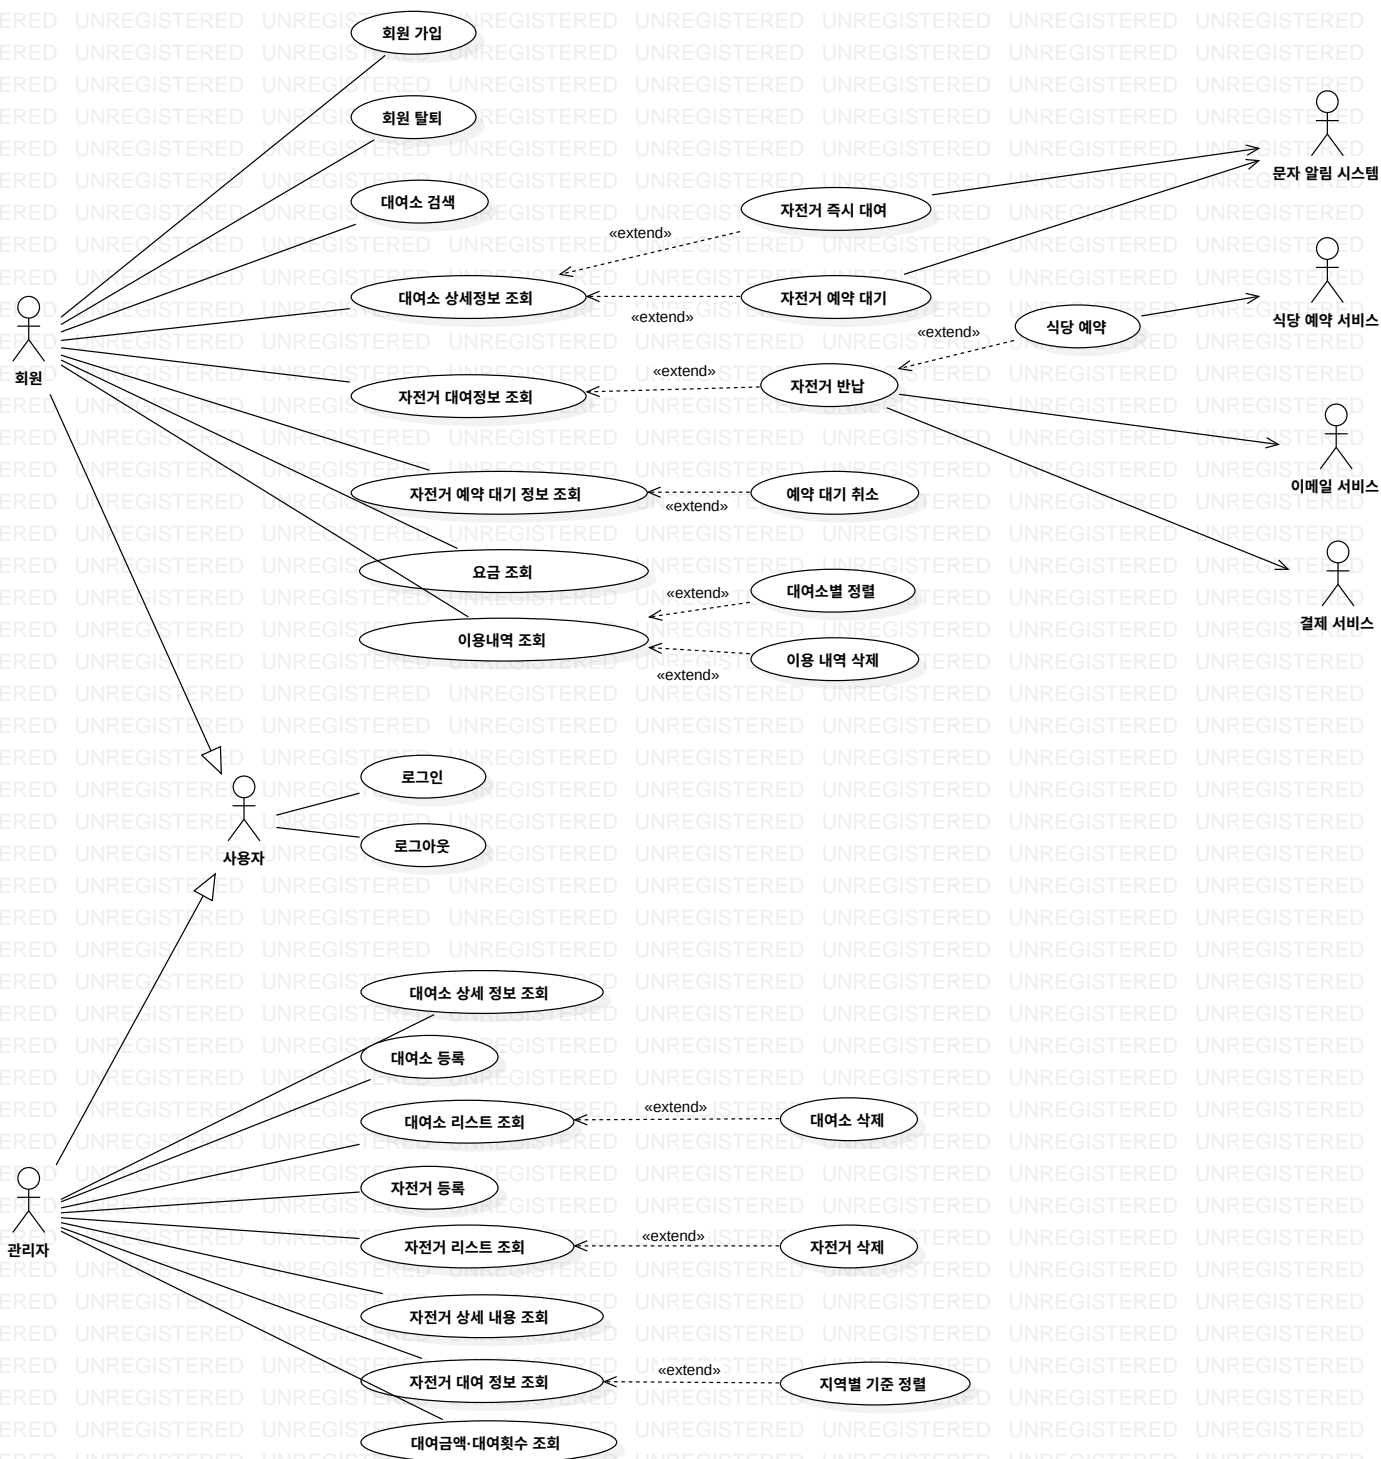 회원 가입
회원 탈퇴
대여소 검색
대여소 상세정보 조회
자전거 대여정보 조회
자전거 예약 대기 정보 조회
요금 조회
이용내역 조회
회원
«extend»
«extend»
«extend»
«extend»
«extend»
«extend»
«extend»
자전거 즉시 대여
자전거 예약 대기
자전거 반납
식당 예약
예약 대기 취소
대여소별 정렬
이용 내역 삭제
문자 알림 시스템
식당 예약 서비스
이메일 서비스
결제 서비스
로그인
로그아웃
사용자
대여소 상세 정보 조회
대여소 등록
대여소 리스트 조회
«extend»
대여소 삭제
자전거 등록
관리자
자전거 리스트 조회
«extend»
자전거 삭제
자전거 상세 내용 조회
자전거 대여 정보 조회
«extend»
지역별 기준 정렬
대여금액·대여횟수 조회
UNREGISTERED